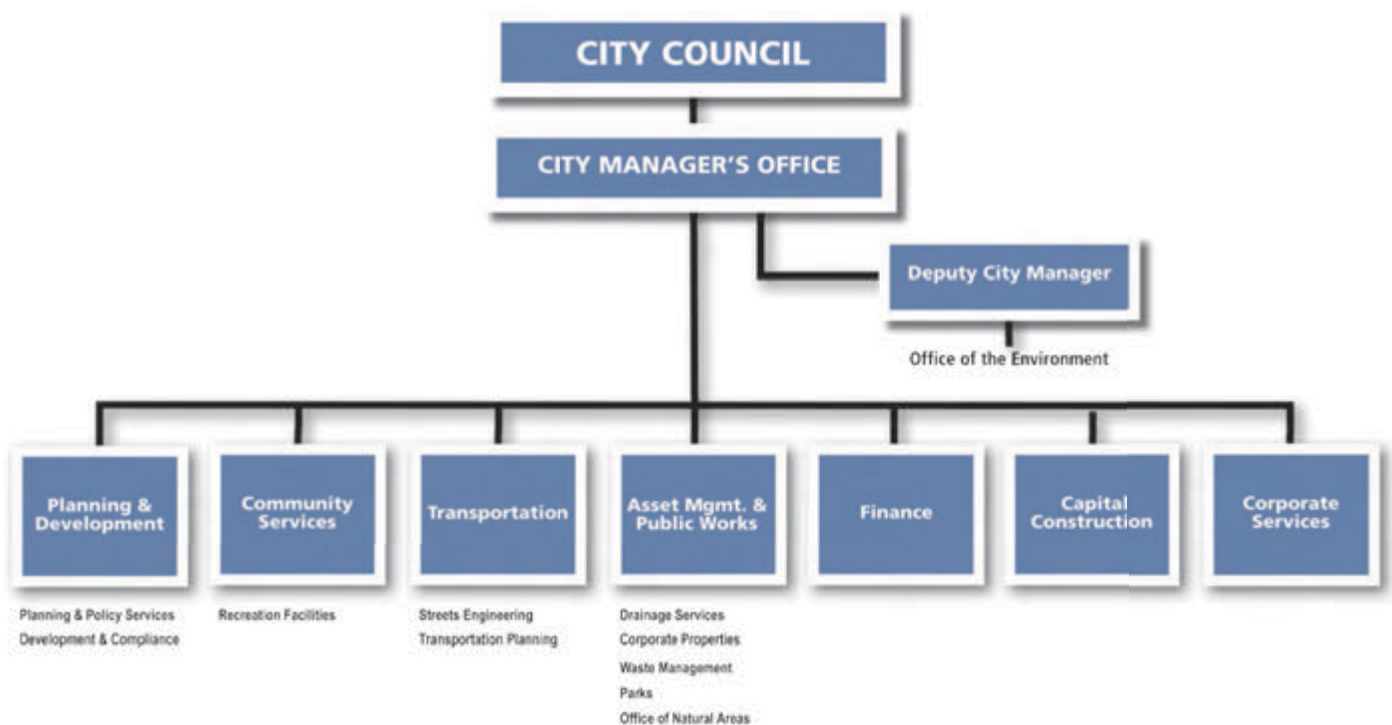 CITY COUNCIL
CITY MANAGER'S OFFICE
Deputy City Manager
Office of the Environment
Planning &
Development
Community
Services
Transportation
Asset Mgmt. &
Public Works
Finance
Capital
Construction
Corporate
Services
Planning & Policy Services
Development & Compliance
Recreation Facilities
Streets Engineering
Transportation Planning
Drainage Services
Corporate Properties
Waste Management
Parks
Office of Natural Areas